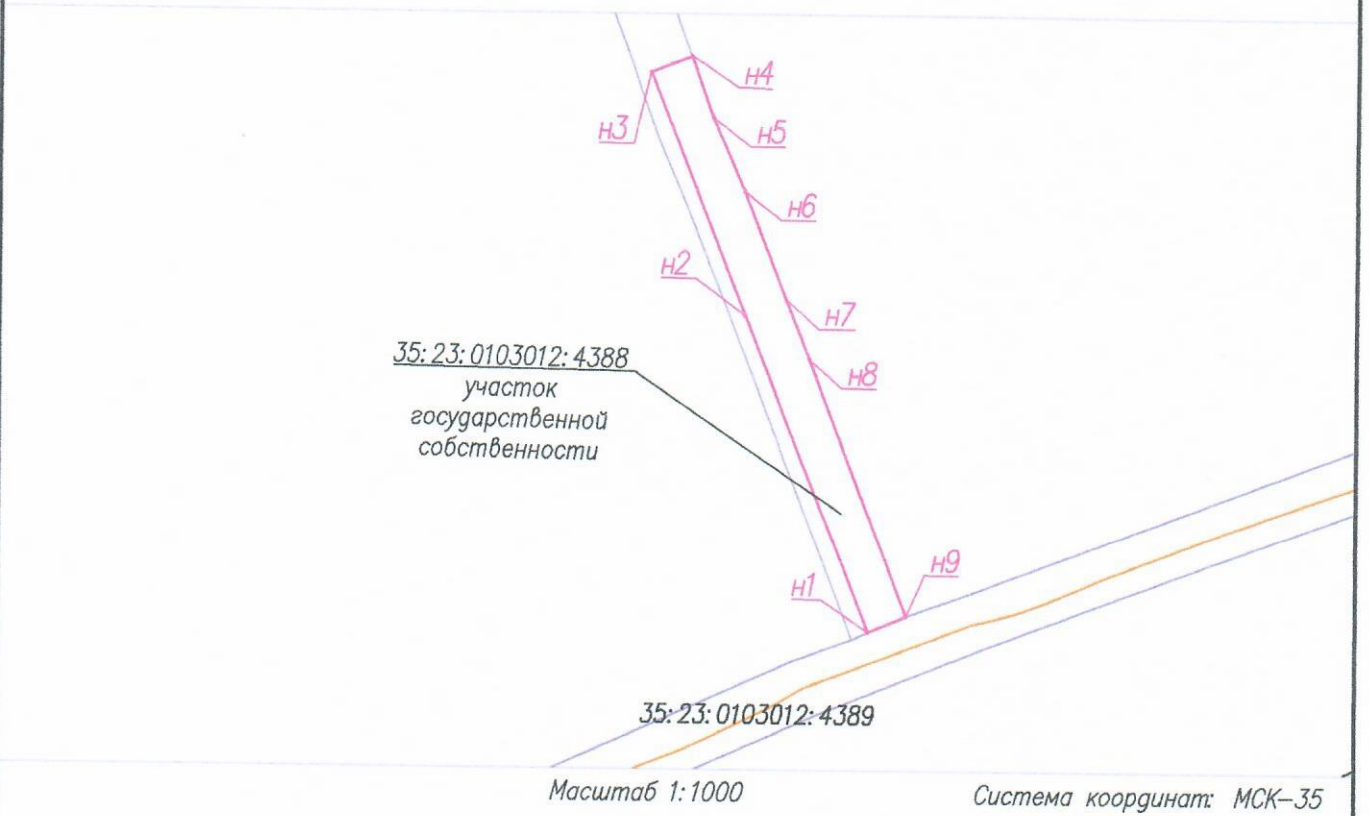 н4
н3
н5
н6
н2
н7
35:23:0103012:4388
участок
государственной
собственности
н8
н9
н1
35:23:0103012:4389
Масштаб 1:1000
Система координат: МСК-35